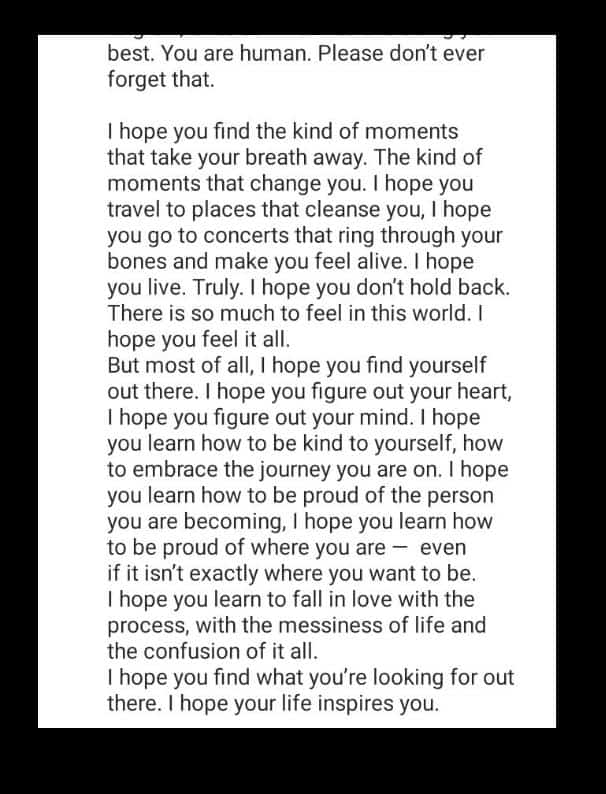 best. You are human. Please don’t ever
forget that.
I hope you find the kind of moments
that take your breath away. The kind of
moments that change you. I hope you
travel to places that cleanse you, I hope
you go to concerts that ring through your
bones and make you feel alive. I hope
you live. Truly. I hope you don’t hold back.
There is so much to feel in this world. I
hope you feel it all.
But most of all, I hope you find yourself
out there. I hope you figure out your heart,
I hope you figure out your mind. I hope
you learn how to be kind to yourself, how
to embrace the journey you are on. I hope
you learn how to be proud of the person
you are becoming, I hope you learn how
to be proud of where you are — even
if it isn’t exactly where you want to be.
I hope you learn to fall in love with the
process, with the messiness of life and
the confusion of it all.
I hope you find what you’re looking for out
there. I hope your life inspires you.